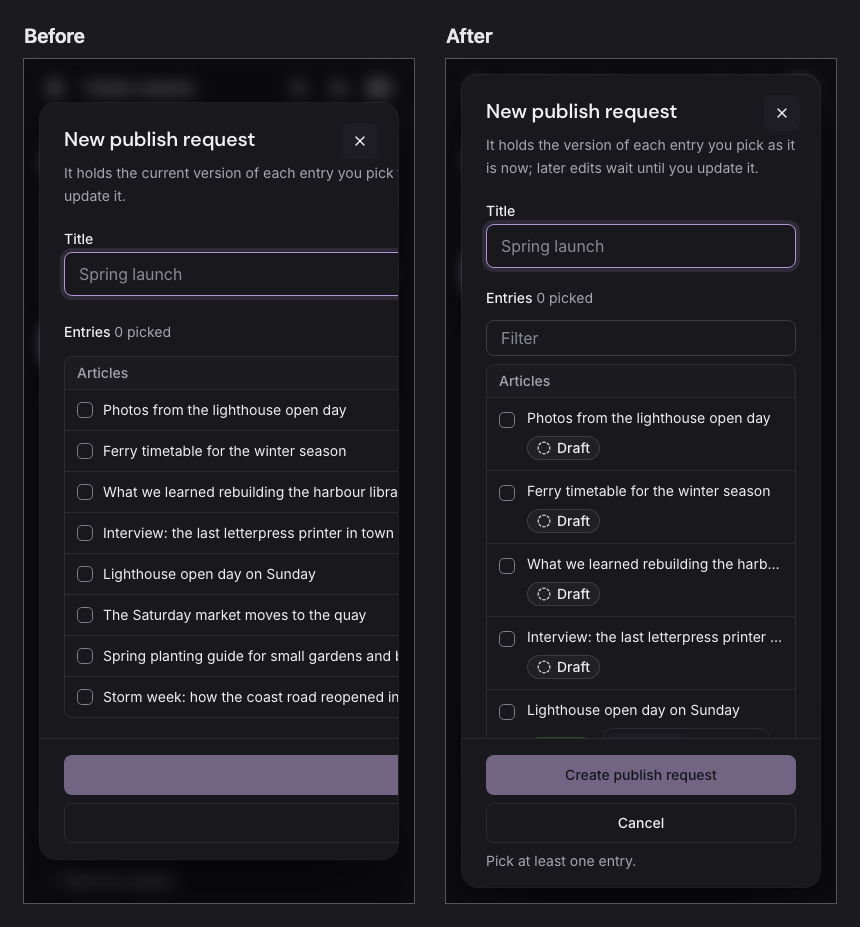 Before
New publish request
It holds the current version of each entry you pick
update it.
Title
Spring launch
Entries 0 picked
Articles
Photos from the lighthouse open day
Ferry timetable for the winter season
What we learned rebuilding the harbour libra
Interview: the last letterpress printer in town
Lighthouse open day on Sunday
The Saturday market moves to the quay
Spring planting guide for small gardens and
Storm week: how the coast road reopened in
After
New publish request
It holds the version of each entry you pick as it
is now; later edits wait until you update it.
Title
Spring launch
Entries 0 picked
Filter
Articles
Photos from the lighthouse open day
Draft
Ferry timetable for the winter season
Draft
What we learned rebuilding the harb...
Draft
Interview: the last letterpress printer ...
Draft
Lighthouse open day on Sunday
Create publish request
Cancel
Pick at least one entry.